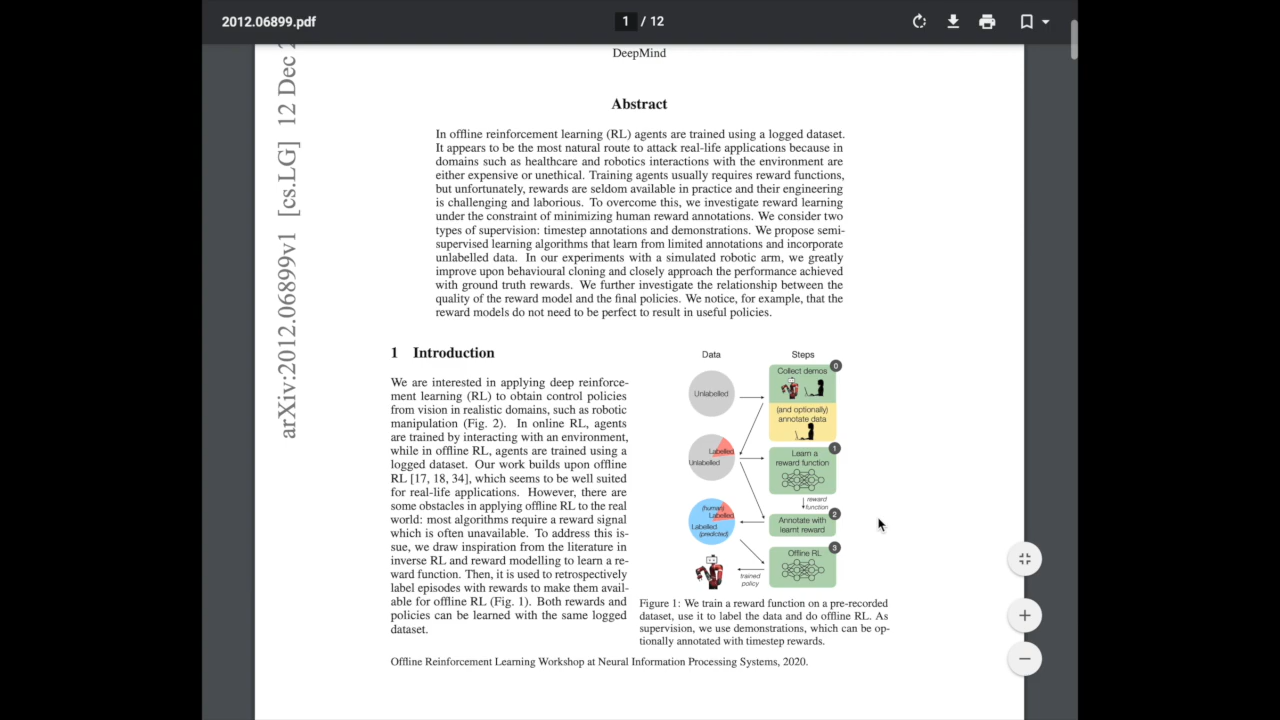 2012.06899.pdf
1 / 12
arXiv:2012.06899v1 [cs.LG] 12 Dec
DeepMind
Abstract
In offline reinforcement learning (RL) agents are trained using a logged dataset.
It appears to be the most natural route to attack real-life applications because in
domains such as healthcare and robotics interactions with the environment are
either expensive or unethical. Training agents usually requires reward functions,
but unfortunately, rewards are seldom available in practice and their engineering
is challenging and laborious. To overcome this, we investigate reward learning
under the constraint of minimizing human reward annotations. We consider two
types of supervision: timestep annotations and demonstrations. We propose semi-
supervised learning algorithms that learn from limited annotations and incorporate
unlabelled data. In our experiments with a simulated robotic arm, we greatly
improve upon behavioural cloning and closely approach the performance achieved
with ground truth rewards. We further investigate the relationship between the
quality of the reward model and the final policies. We notice, for example, that the
reward models do not need to be perfect to result in useful policies.
1 Introduction
We are interested in applying deep reinforce-
ment learning (RL) to obtain control policies
from vision in realistic domains, such as robotic
manipulation (Fig. 2). In online RL, agents
are trained by interacting with an environment,
while in offline RL, agents are trained using a
logged dataset. Our work builds upon offline
RL [17, 18, 34], which seems to be well suited
for real-life applications. However, there are
some obstacles in applying offline RL to the real
world: most algorithms require a reward signal
which is often unavailable. To address this is-
sue, we draw inspiration from the literature in
inverse RL and reward modelling to learn a re-
ward function. Then, it is used to retrospectively
label episodes with rewards to make them avail-
able for offline RL (Fig. 1). Both rewards and
policies can be learned with the same logged
dataset.
Data
Steps
Unlabelled
Collect demos
0
(and optionally)
annotate data
Labelled
Unlabelled
Learn a
reward function
1
reward
function
(human)
Labelled
Labelled
(predicted)
Annotate with
learnt reward
2
Offline RL
3
trained
policy
Figure 1: We train a reward function on a pre-recorded
dataset, use it to label the data and do offline RL. As
supervision, we use demonstrations, which can be op-
tionally annotated with timestep rewards.
Offline Reinforcement Learning Workshop at Neural Information Processing Systems, 2020.